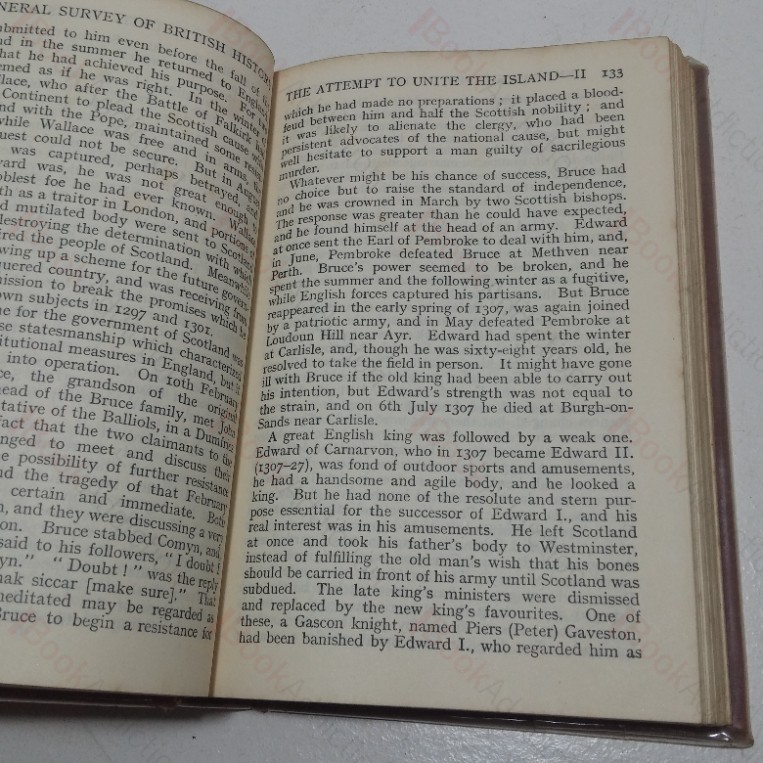 NERAL SURVEY OF BRITISH HISTORY
ubmitted to him even before the fall of
nd in the summer he returned to England
hat he had achieved his purpose. For
emed as if he was right. In the winter of
llace, who after the Battle of Falkirk
Continent to plead the Scottish cause with
nd with the Pope, maintained some
while Wallace was free and in arms,
uest could not be secure. But in
was captured, perhaps betrayed, and
ward was, he was not great enough to
oblest foe he had ever known.
th as a traitor in London, and portions of
d mutilated body were sent to Scotland
destroying the determination with which
ired the people of Scotland.
wing up a scheme for the future
quered country, and was receiving from
mission to break the promises which he
own subjects in 1297 and 1301.
e for the government of Scotland was
se statesmanship which characterized
itutional measures in England, but
into operation. On 10th February
ce, the grandson of the original
ead of the Bruce family, met John
tative of the Balliols, in a
fact that the two claimants to the
nged to meet and discuss their
e possibility of further resistance
nd the tragedy of that February
certain and immediate. Both
n, and they were discussing a very
on. Bruce stabbed Comyn, and
said to his followers, " I doubt I
yn." " Doubt ! " was the reply
nak siccar [make sure]." That
meditated may be regarded as
Bruce to begin a resistance for
THE ATTEMPT TO UNITE THE ISLAND—II 133
which he had made no preparations ; it placed a blood-
feud between him and half the Scottish nobility ; and
it was likely to alienate the clergy, who had been
persistent advocates of the national cause, but might
well hesitate to support a man guilty of sacrilegious
murder.
Whatever might be his chance of success, Bruce had
no choice but to raise the standard of independence,
and he was crowned in March by two Scottish bishops.
The response was greater than he could have expected,
and he found himself at the head of an army. Edward
at once sent the Earl of Pembroke to deal with him, and,
in June, Pembroke defeated Bruce at Methven near
Perth. Bruce's power seemed to be broken, and he
spent the summer and the following winter as a fugitive,
while English forces captured his partisans. But Bruce
reappeared in the early spring of 1307, was again joined
by a patriotic army, and in May defeated Pembroke at
Loudoun Hill near Ayr. Edward had spent the winter
at Carlisle, and, though he was sixty-eight years old, he
resolved to take the field in person. It might have gone
ill with Bruce if the old king had been able to carry out
his intention, but Edward's strength was not equal to
the strain, and on 6th July 1307 he died at Burgh-on-
Sands near Carlisle.
A great English king was followed by a weak one.
Edward of Carnarvon, who in 1307 became Edward II.
(1307–27), was fond of outdoor sports and amusements,
he had a handsome and agile body, and he looked a
king. But he had none of the resolute and stern pur-
pose essential for the successor of Edward I., and his
real interest was in his amusements. He left Scotland
at once and took his father's body to Westminster,
instead of fulfilling the old man's wish that his bones
should be carried in front of his army until Scotland was
subdued. The late king's ministers were dismissed
and replaced by the new king's favourites. One of
these, a Gascon knight, named Piers (Peter) Gaveston,
had been banished by Edward I., who regarded him as